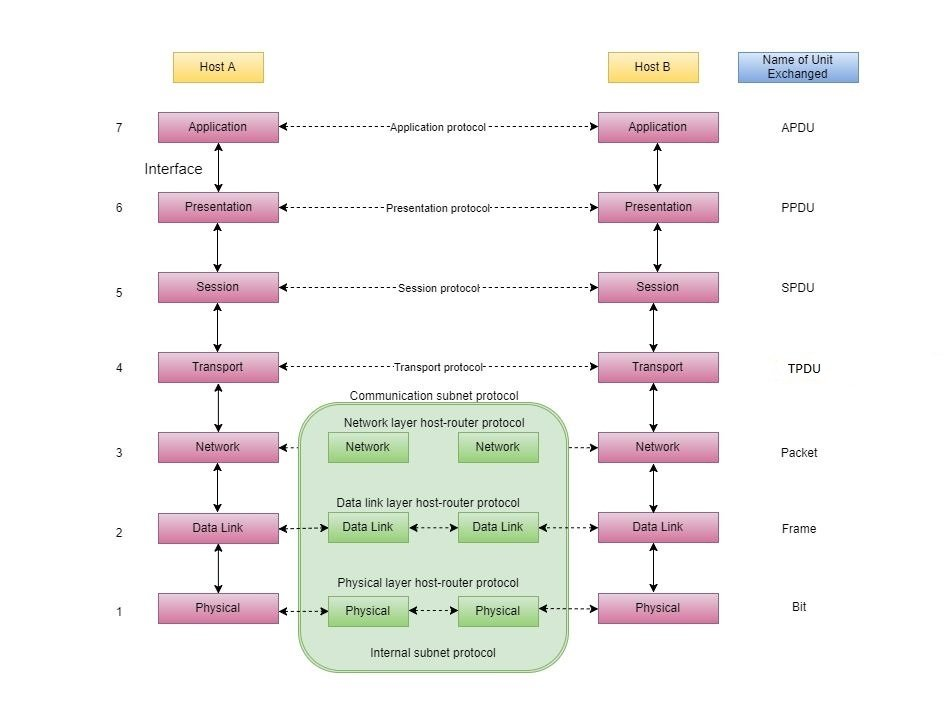 Host A
Host B
Name of Unit
Exchanged
7
Application
Application protocol
Application
APDU
Interface
6
Presentation
Presentation protocol
Presentation
PPDU
5
Session
Session protocol
Session
SPDU
4
Transport
Transport protocol
Transport
TPDU
Communication subnet protocol
Network layer host-router protocol
3
Network
Network
Network
Network
Packet
Data link layer host-router protocol
2
Data Link
Data Link
Data Link
Data Link
Frame
Physical layer host-router protocol
1
Physical
Physical
Physical
Physical
Bit
Internal subnet protocol